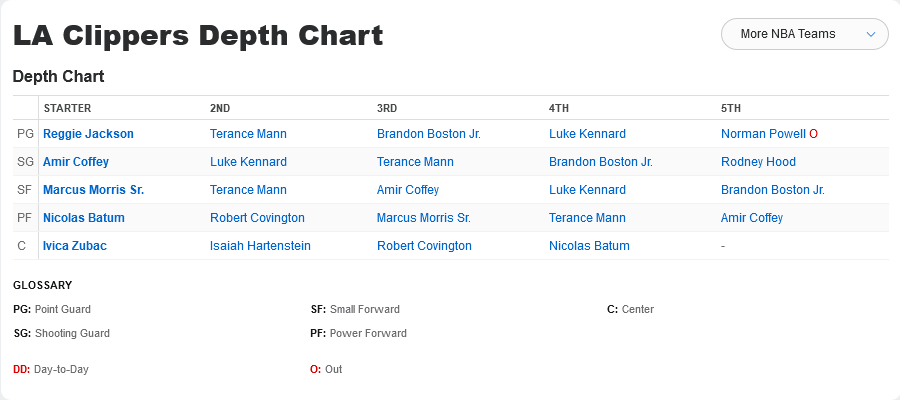 LA Clippers Depth Chart
More NBA Teams
Depth Chart
STARTER 2ND 3RD 4TH 5TH
PG Reggie Jackson Terance Mann Brandon Boston Jr. Luke Kennard Norman Powell O
SG Amir Coffey Luke Kennard Terance Mann Brandon Boston Jr. Rodney Hood
SF Marcus Morris Sr. Terance Mann Amir Coffey Luke Kennard Brandon Boston Jr.
PF Nicolas Batum Robert Covington Marcus Morris Sr. Terance Mann Amir Coffey
C Ivica Zubac Isaiah Hartenstein Robert Covington Nicolas Batum -
GLOSSARY
PG: Point Guard SF: Small Forward C: Center
SG: Shooting Guard PF: Power Forward
DD: Day-to-Day O: Out